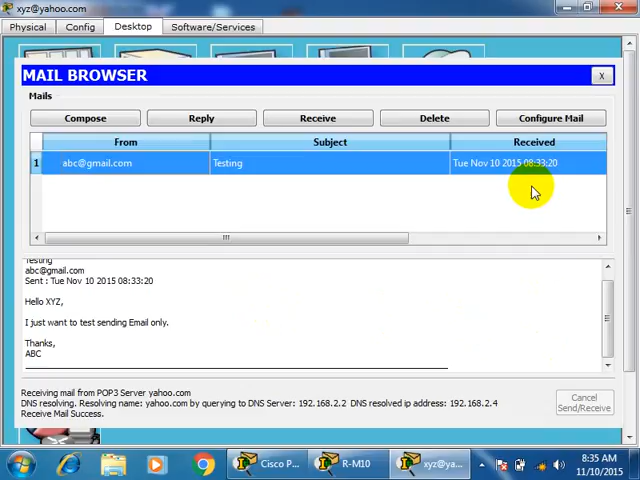 xyz@yahoo.com
Physical Config Desktop Software/Services
MAIL BROWSER
X
Mails
Compose Reply Receive Delete Configure Mail
From Subject Received
1 abc@gmail.com Testing Tue Nov 10 2015 08:33:20
Testing
abc@gmail.com
Sent : Tue Nov 10 2015 08:33:20
Hello XYZ,
I just want to test sending Email only.
Thanks,
ABC
Receiving mail from POP3 Server yahoo.com
DNS resolving. Resolving name: yahoo.com by querying to DNS Server: 192.168.2.2 DNS resolved ip address: 192.168.2.4
Receive Mail Success.
Cancel
Send/Receive
Cisco P... R-M10 xyz@ya... 8:35 AM
11/10/2015